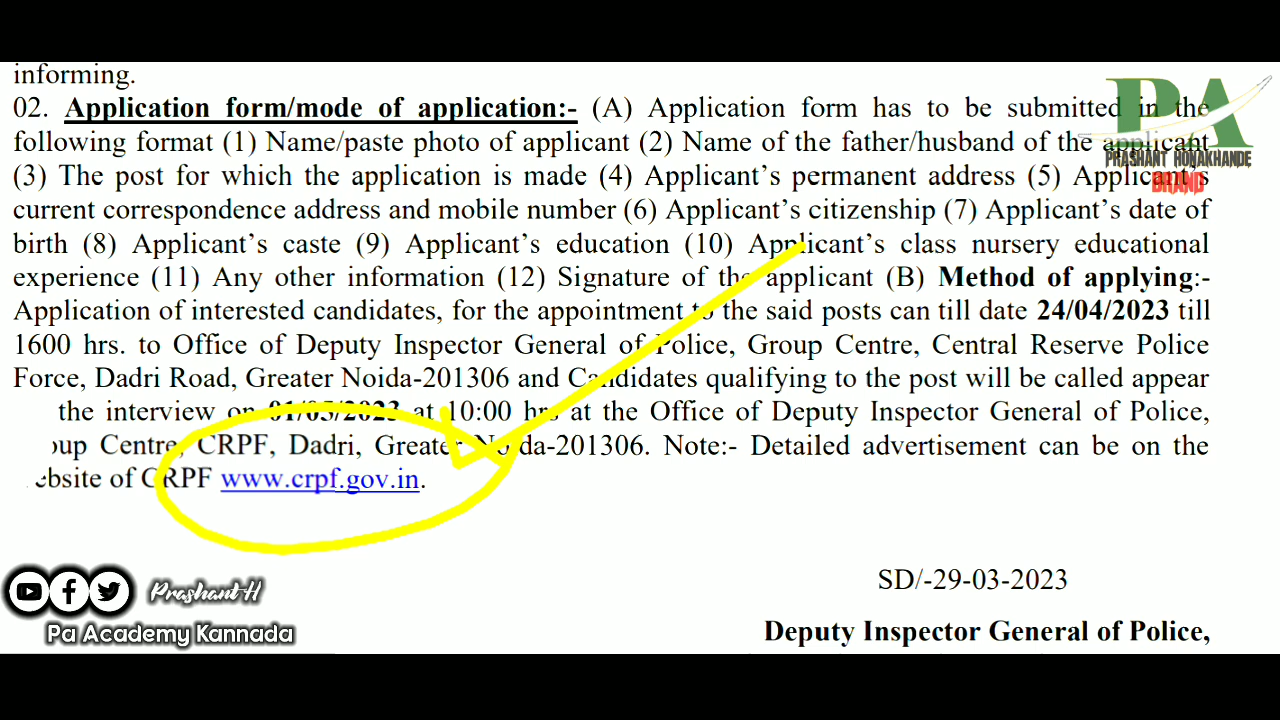 informing.
02. Application form/mode of application:- (A) Application form has to be submitted in the
following format (1) Name/paste photo of applicant (2) Name of the father/husband of the applicant
(3) The post for which the application is made (4) Applicant's permanent address (5) Applicant's
current correspondence address and mobile number (6) Applicant's citizenship (7) Applicant's date of
birth (8) Applicant's caste (9) Applicant's education (10) Applicant's class nursery educational
experience (11) Any other information (12) Signature of the applicant (B) Method of applying:-
Application of interested candidates, for the appointment to the said posts can till date 24/04/2023 till
1600 hrs. to Office of Deputy Inspector General of Police, Group Centre, Central Reserve Police
Force, Dadri Road, Greater Noida-201306 and Candidates qualifying to the post will be called appear
the interview on 01/05/2023 at 10:00 hrs at the Office of Deputy Inspector General of Police,
oup Centre, CRPF, Dadri, Greater Noida-201306. Note:- Detailed advertisement can be on the
ebsite of CRPF www.crpf.gov.in.
SD/-29-03-2023
Deputy Inspector General of Police,
PA
PRASHANT HONAKHANDE
BRAND
Prashant H
Pa Academy Kannada